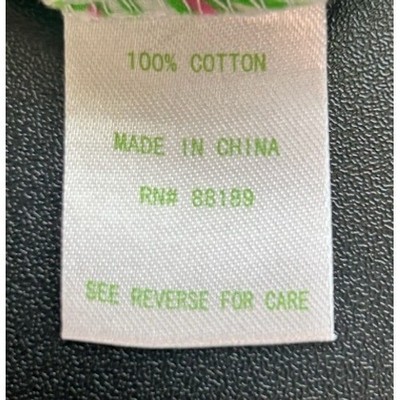 100% COTTON
MADE IN CHINA
RN# 88189
SEE REVERSE FOR CARE